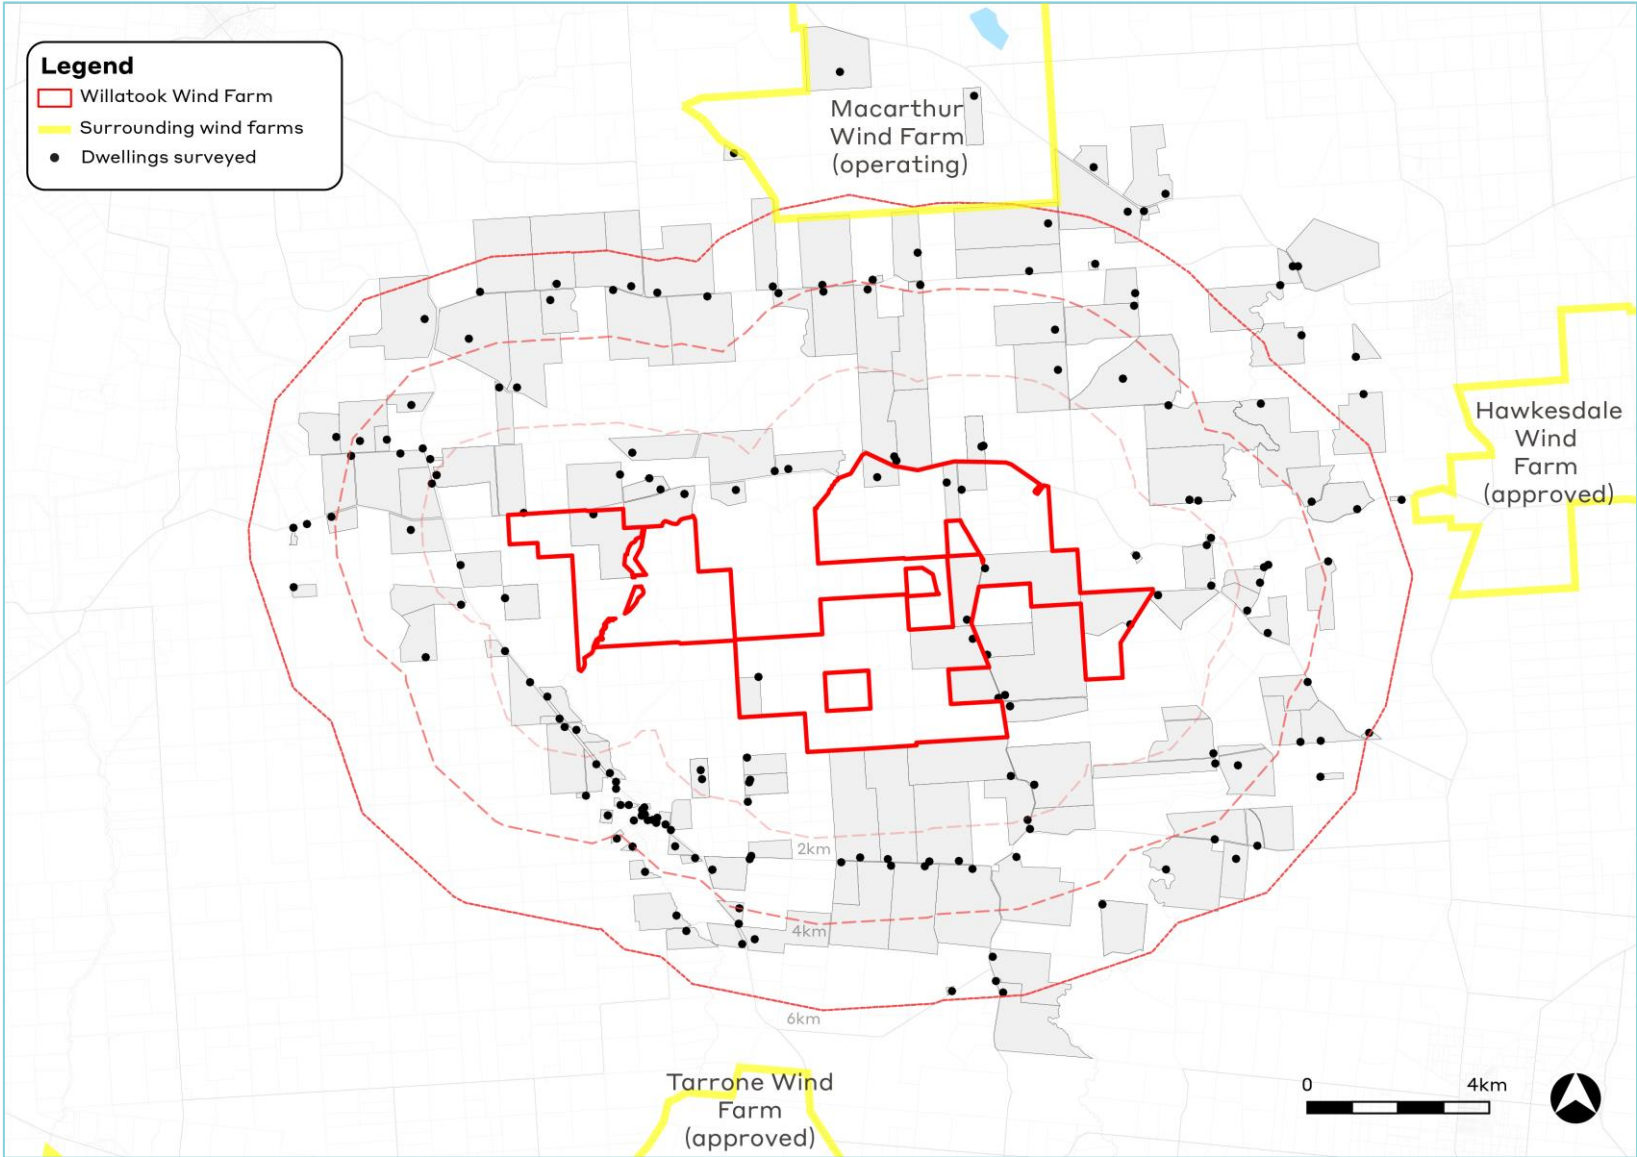 Legend
Willatook Wind Farm
Surrounding wind farms
Dwellings surveyed
Macarthur
Wind Farm
(operating)
Hawkesdale
Wind
Farm
(approved)
2km
4km
6km
Tarrone Wind
Farm
(approved)
0 4km